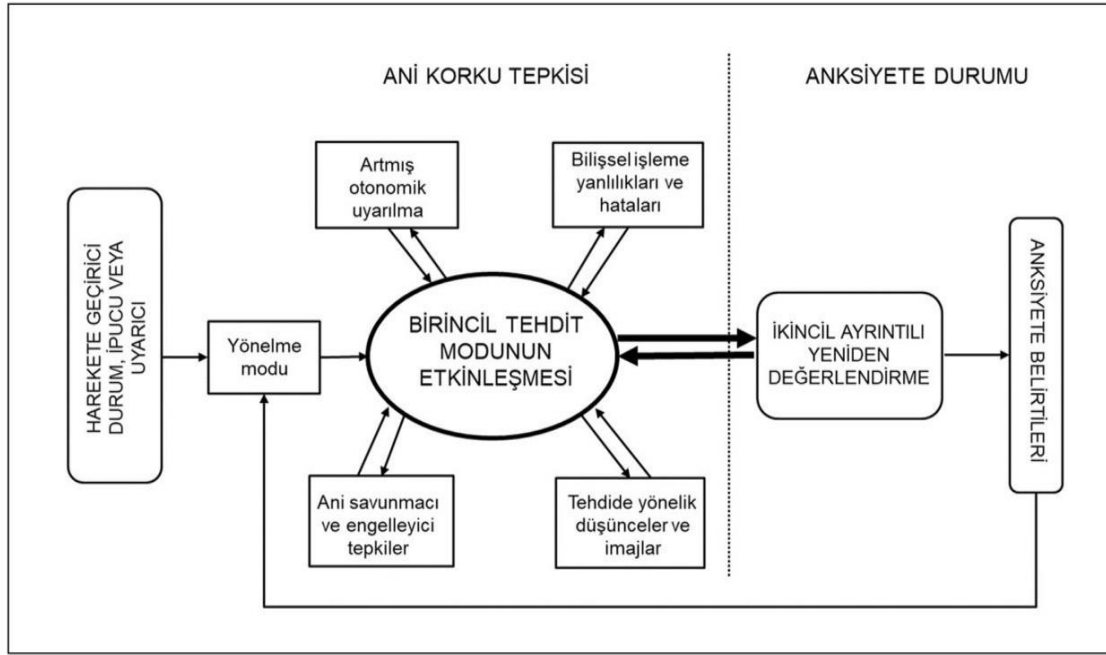 ANİ KORKU TEPKİSİ
ANKSİYETE DURUMU
HAREKETE GEÇİRİCİ
DURUM, İPUCU VEYA
UYARICI
Yönelme
modu
Artmış
otonomik
uyarılma
Bilişsel işleme
yanlılıkları ve
hataları
BİRİNCİL TEHDİT
MODUNUN
ETKİNLEŞMESİ
Ani savunmacı
ve engelleyici
tepkiler
Tehdide yönelik
düşünceler ve
imajlar
İKİNCİL AYRINTILI
YENİDEN
DEĞERLENDİRME
ANKSİYETE BELİRTİLERİ